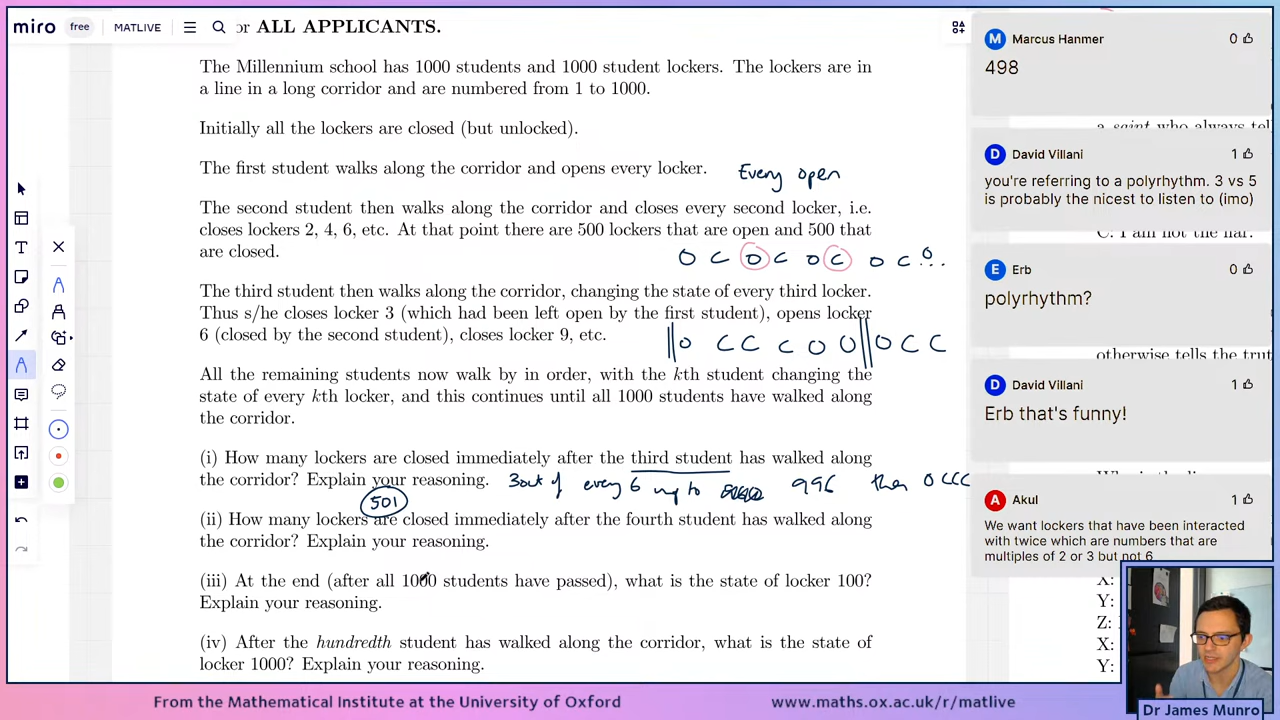 miro free MATLIVE
or ALL APPLICANTS.
The Millennium school has 1000 students and 1000 student lockers. The lockers are in
a line in a long corridor and are numbered from 1 to 1000.
Initially all the lockers are closed (but unlocked).
The first student walks along the corridor and opens every locker. Every open
The second student then walks along the corridor and closes every second locker, i.e.
closes lockers 2, 4, 6, etc. At that point there are 500 lockers that are open and 500 that
are closed.
O C O C O C O C O...
The third student then walks along the corridor, changing the state of every third locker.
Thus s/he closes locker 3 (which had been left open by the first student), opens locker
6 (closed by the second student), closes locker 9, etc.
|| O C C C O O || O C C
All the remaining students now walk by in order, with the kth student changing the
state of every kth locker, and this continues until all 1000 students have walked along
the corridor.
(i) How many lockers are closed immediately after the third student has walked along
the corridor? Explain your reasoning. 3 out of every 6 up to 996 then O C C C
501
(ii) How many lockers are closed immediately after the fourth student has walked along
the corridor? Explain your reasoning.
(iii) At the end (after all 1000 students have passed), what is the state of locker 100?
Explain your reasoning.
(iv) After the hundredth student has walked along the corridor, what is the state of
locker 1000? Explain your reasoning.
M Marcus Hanmer 0
498
a saint who always tel
D David Villani 1
you're referring to a polyrhythm. 3 vs 5
is probably the nicest to listen to (imo)
C: I am not the liar.
E Erb 0
polyrhythm?
otherwise tells the trut
D David Villani 1
Erb that's funny!
A Akul 1
We want lockers that have been interacted
with twice which are numbers that are
multiples of 2 or 3 but not 6
X:
Y:
Z:
X:
Y:
From the Mathematical Institute at the University of Oxford www.maths.ox.ac.uk/r/matlive
Dr James Munro